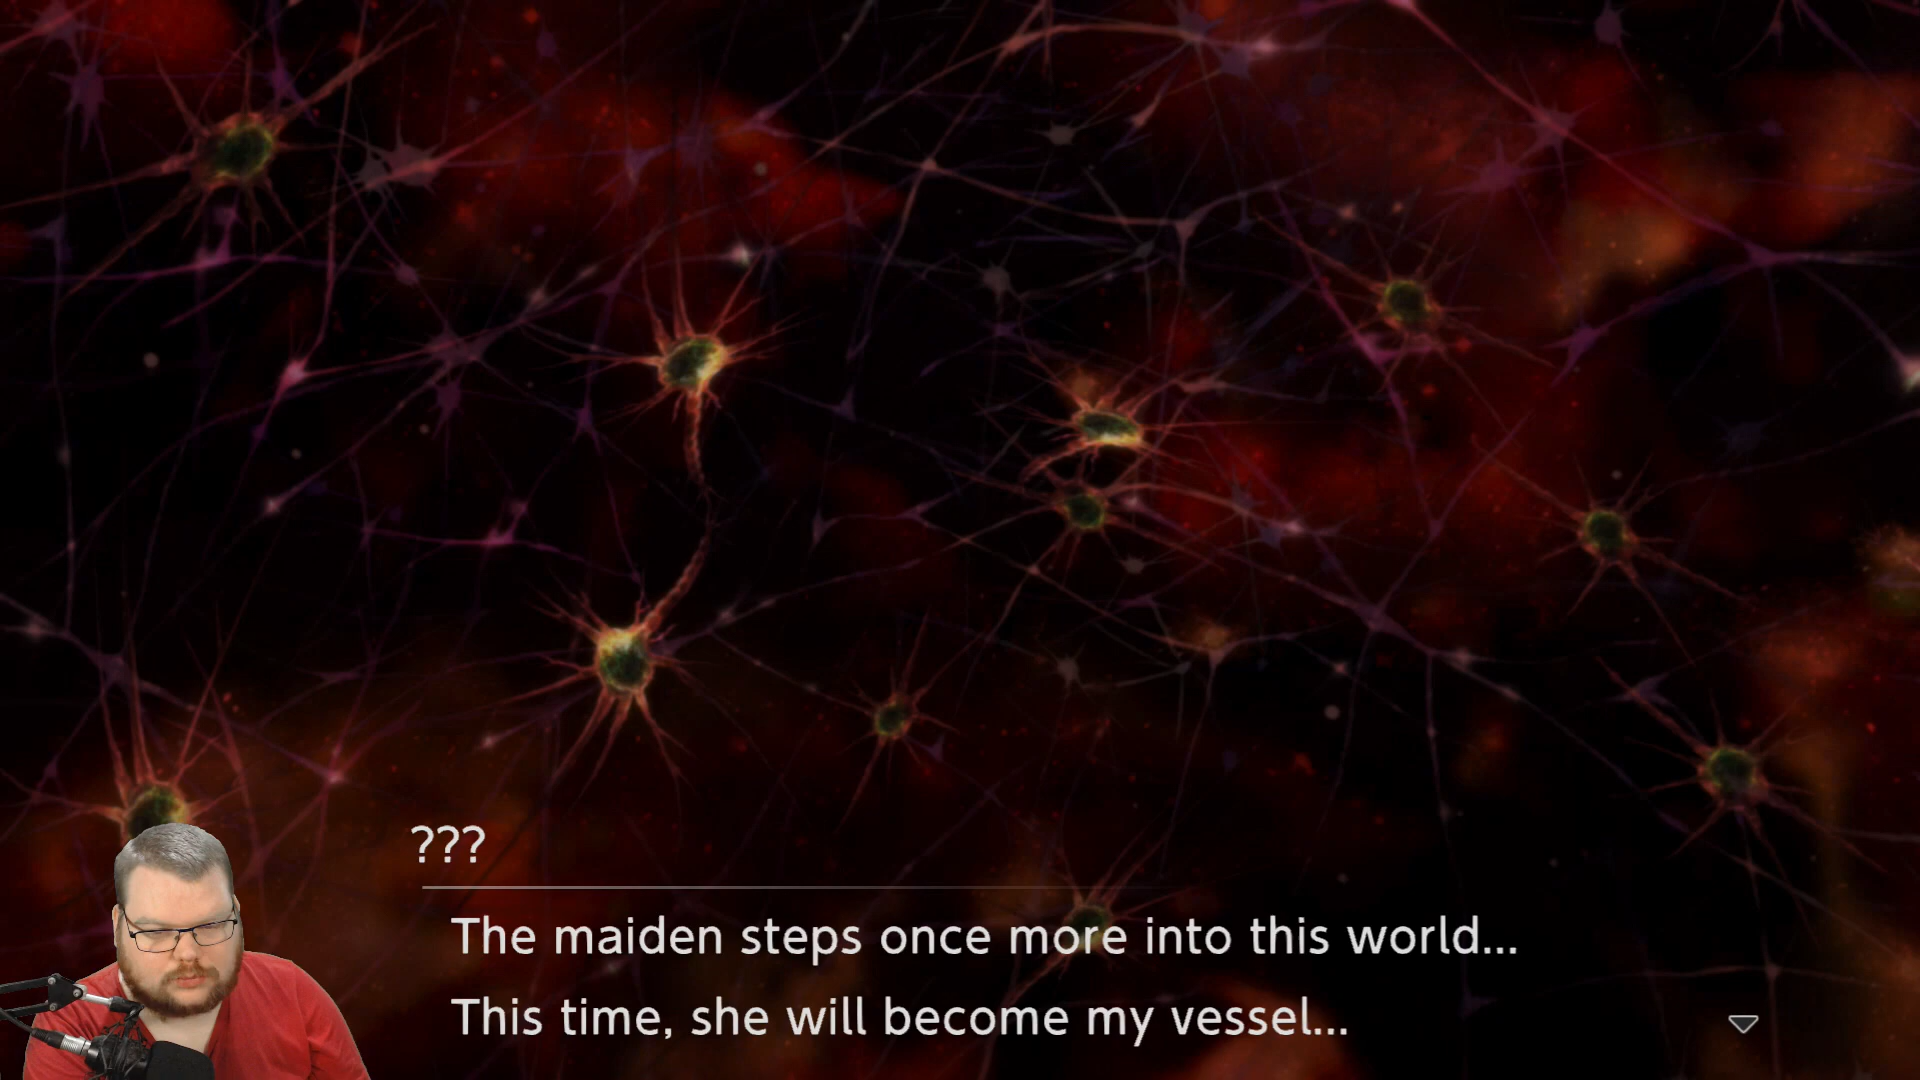 ???
The maiden steps once more into this world...
This time, she will become my vessel...